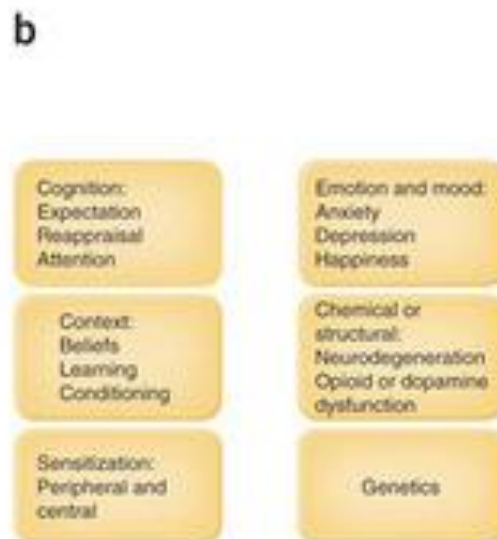 b
Cognition:
Expectation
Reappraisal
Attention
Emotion and mood:
Anxiety
Depression
Happiness
Context:
Beliefs
Learning
Conditioning
Chemical or
structural:
Neurodegeneration
Opioid or dopamine
dysfunction
Sensitization:
Peripheral and
central
Genetics